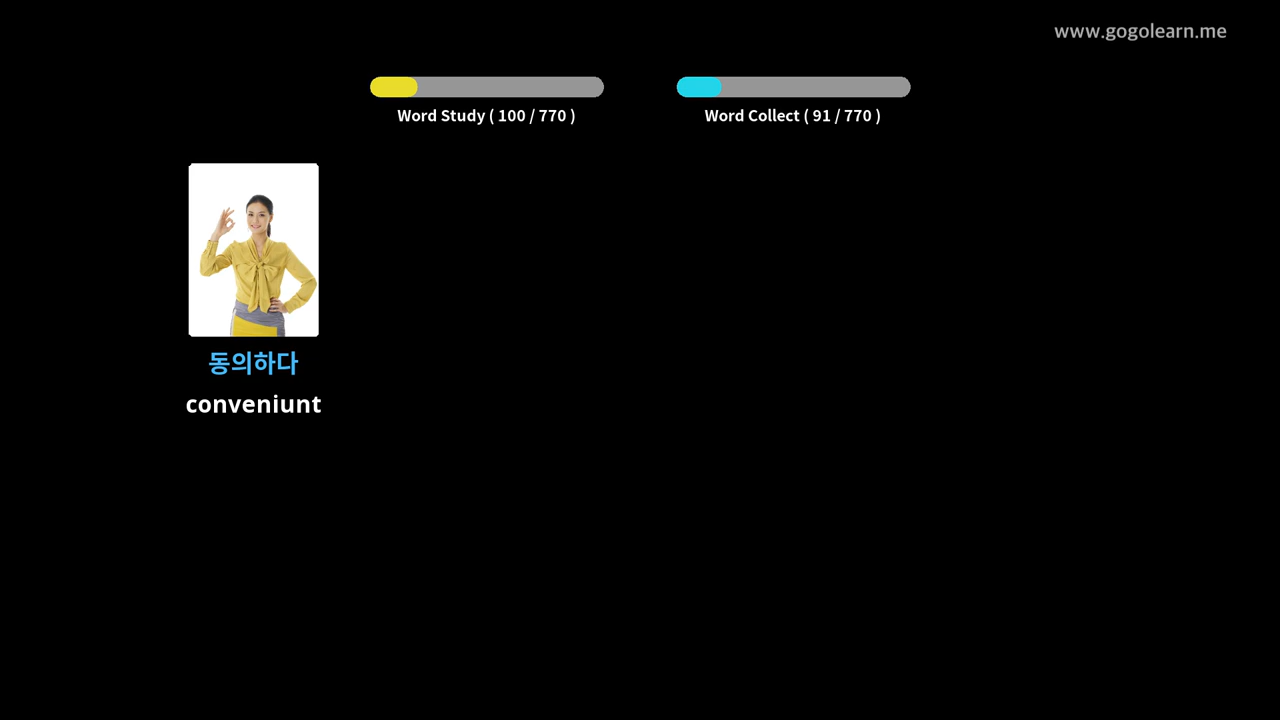 www.gogolearn.me
Word Study ( 100 / 770 )
Word Collect ( 91 / 770 )
동의하다
conveniunt